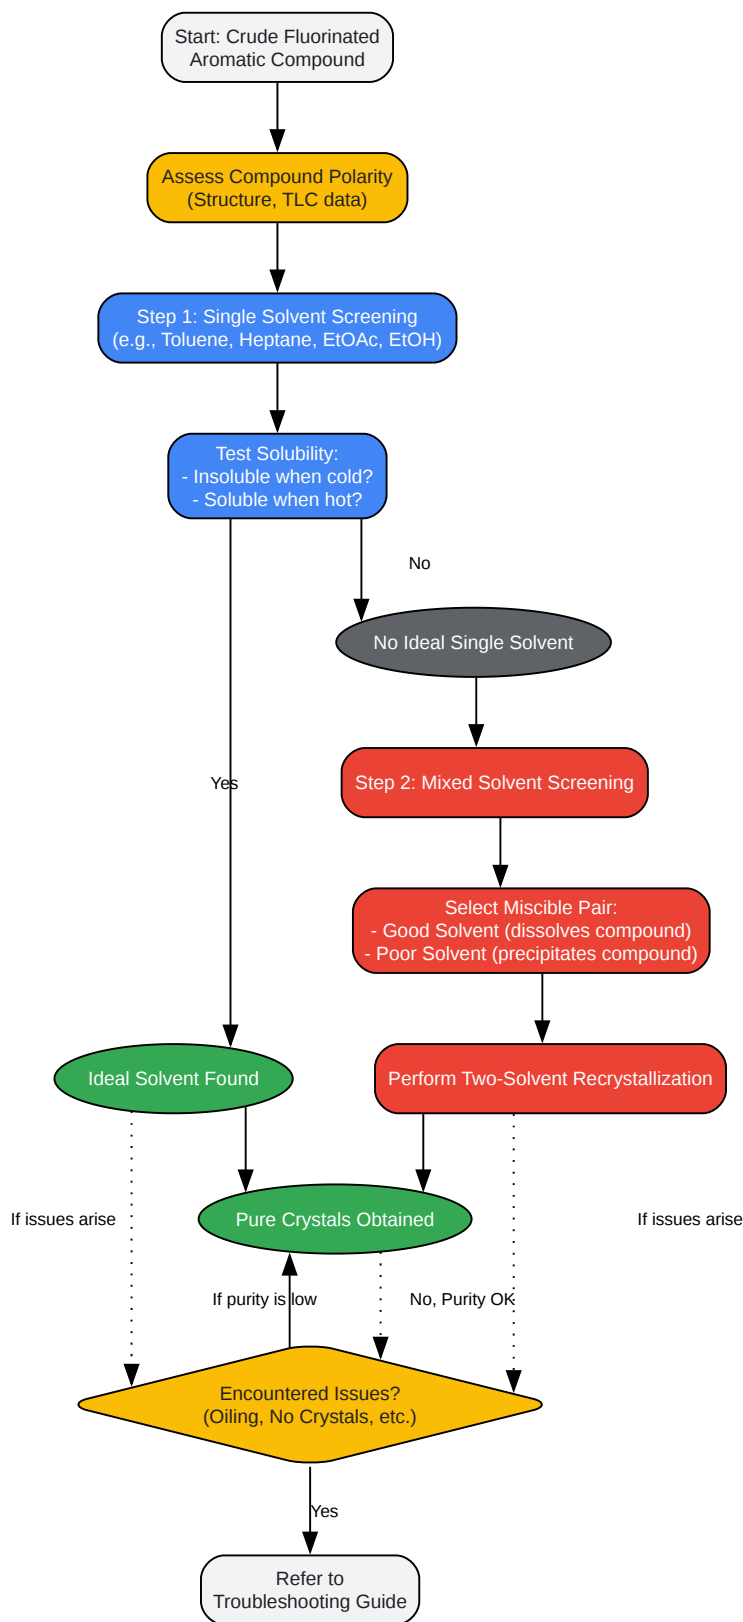 Start: Crude Fluorinated
Aromatic Compound
Assess Compound Polarity
(Structure, TLC data)
Step 1: Single Solvent Screening
(e.g., Toluene, Heptane, EtOAc, EtOH)
Test Solubility:
- Insoluble when cold?
- Soluble when hot?
No
No Ideal Single Solvent
Step 2: Mixed Solvent Screening
Yes
Select Miscible Pair:
- Good Solvent (dissolves compound)
- Poor Solvent (precipitates compound)
Ideal Solvent Found
Perform Two-Solvent Recrystallization
If issues arise
Pure Crystals Obtained
If issues arise
If purity is low
No, Purity OK
Encountered Issues?
(Oiling, No Crystals, etc.)
Yes
Refer to
Troubleshooting Guide